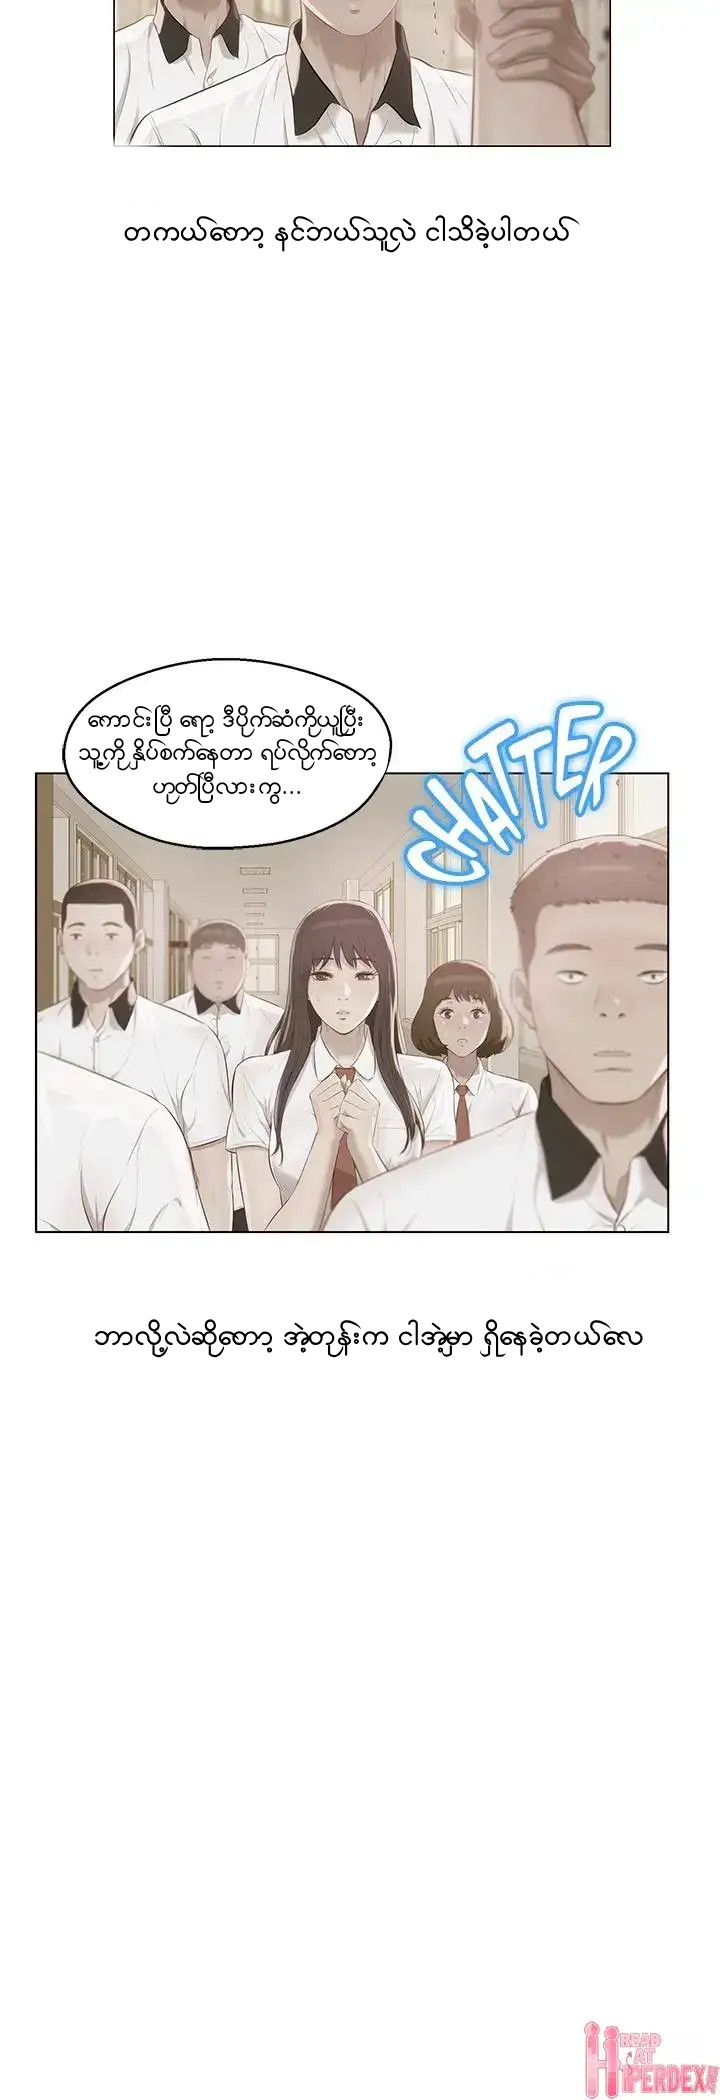 တကယ်တော့ နင်ဘယ်သူလဲ ငါသိခဲ့ပါတယ်
ကောင်းပြီ ရော့ ဒီပိုက်ဆံကိုယူပြီး
သူ့ကို နှိပ်စက်နေတာ ရပ်လိုက်တော့
ဟုတ်ပြီလားကွ...
CHATTER
ဘာလို့လဲဆိုတော့ အဲ့တုန်းက ငါအဲ့မှာ ရှိနေခဲ့တယ်လေ
READ
AT
HIPERDEX